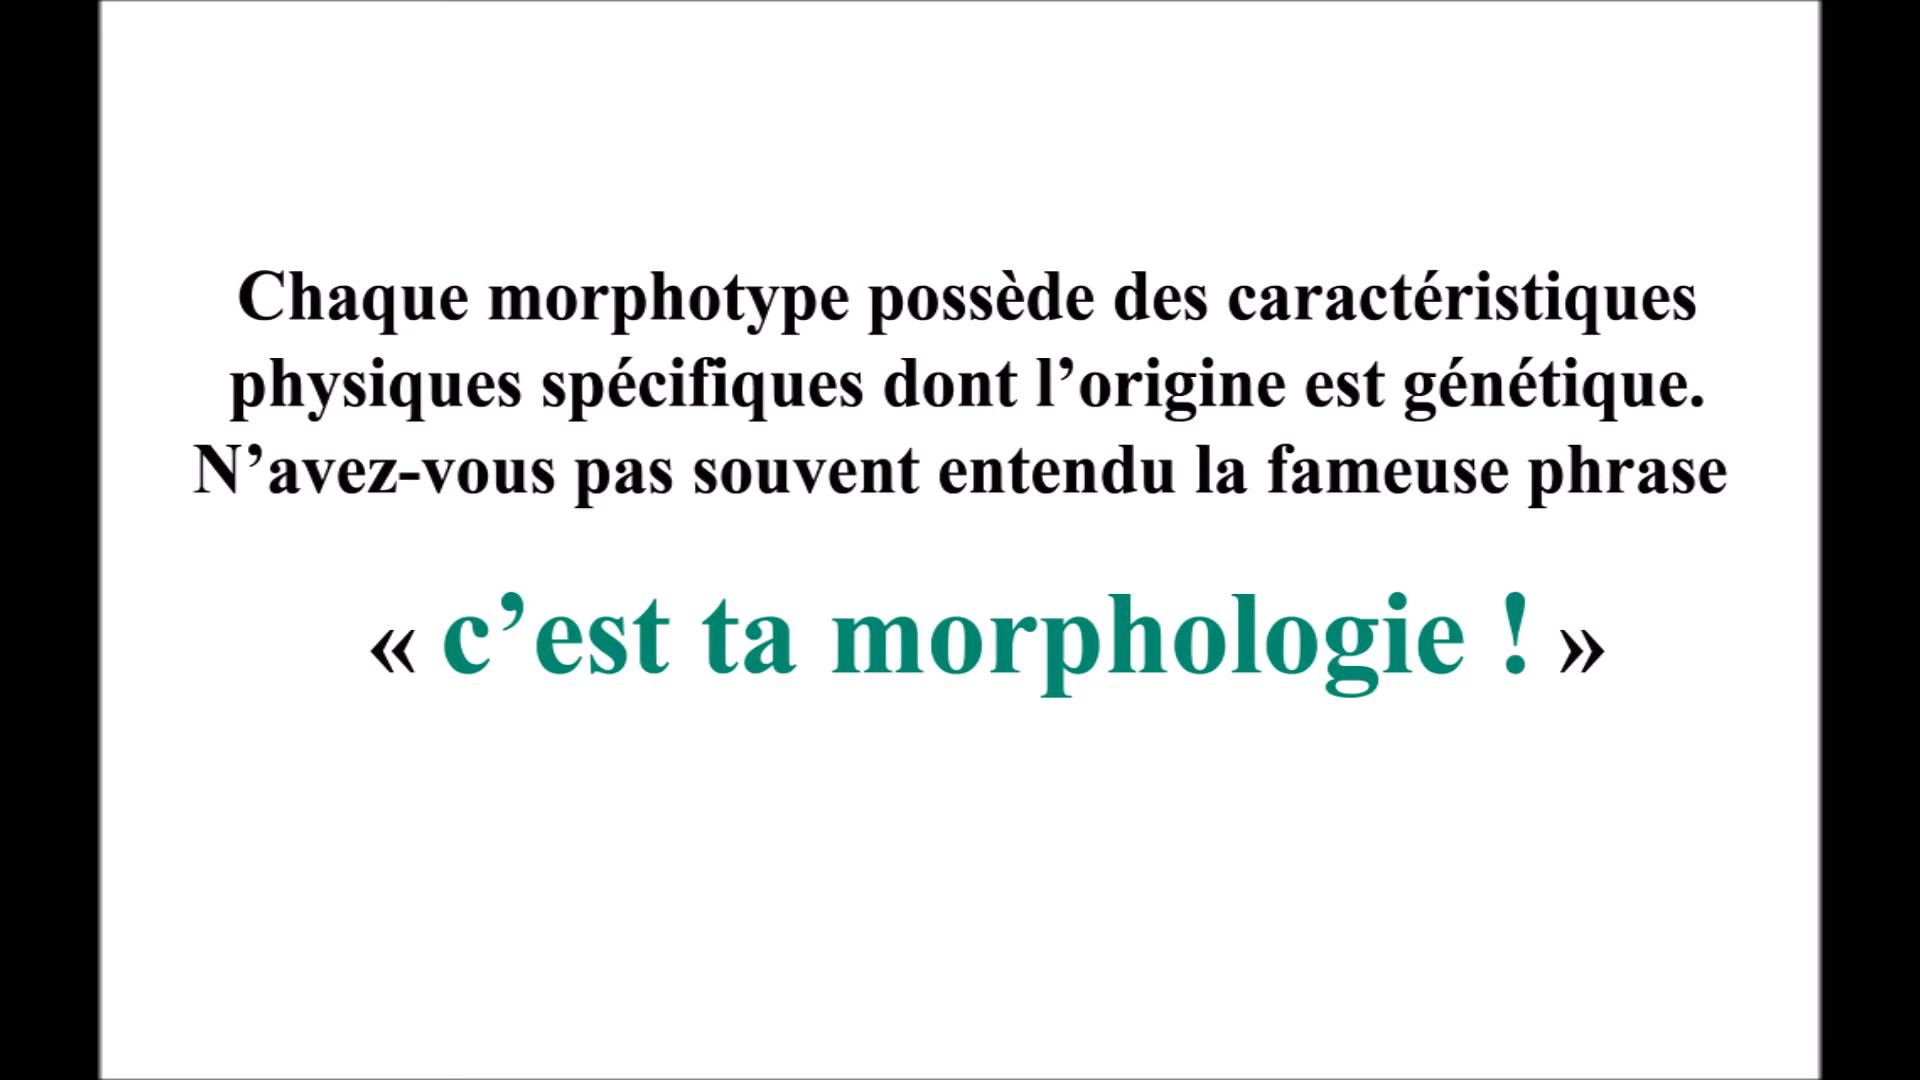 Chaque morphotype possède des caractéristiques
physiques spécifiques dont l’origine est génétique.
N’avez-vous pas souvent entendu la fameuse phrase
« c’est ta morphologie ! »